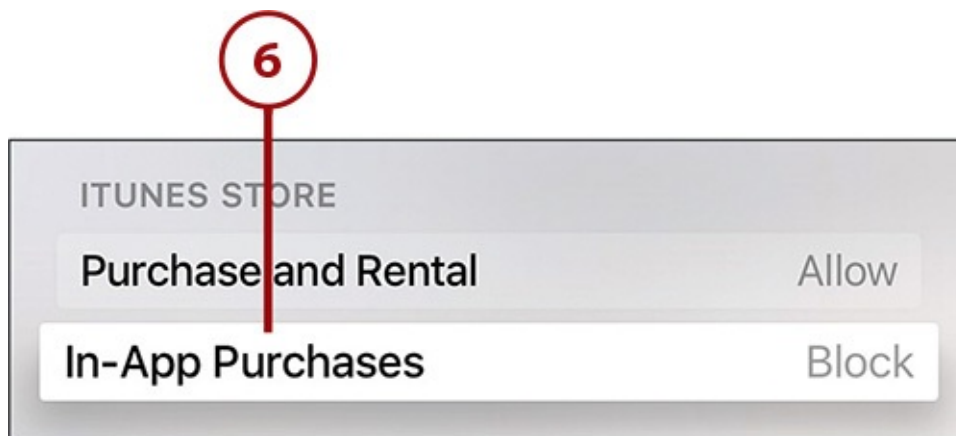 6
ITUNES STORE
Purchase and Rental Allow
In-App Purchases Block